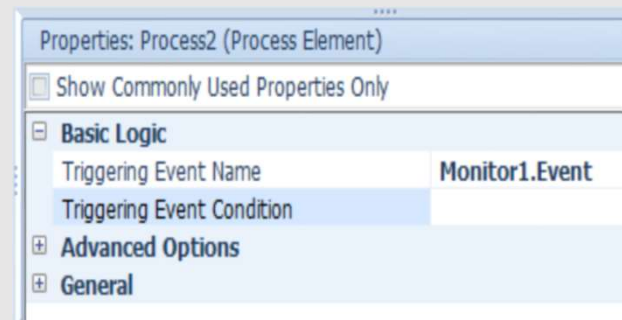 Properties: Process2 (Process Element)
Show Commonly Used Properties Only
Basic Logic
Triggering Event Name Monitor1.Event
Triggering Event Condition
Advanced Options
General